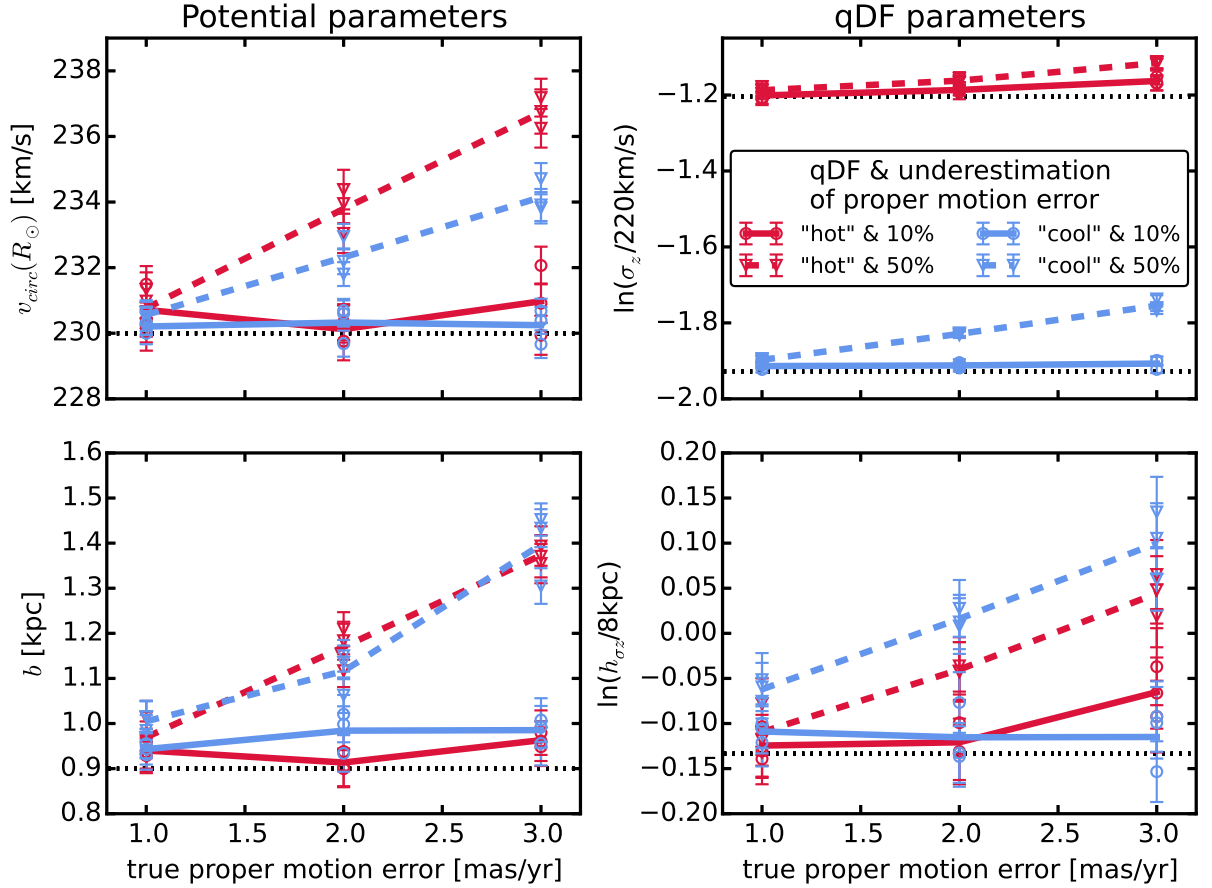 Potential parameters
qDF parameters
v_circ(R_☉) [km/s]
238
236
234
232
230
228
ln(σ_z/220km/s)
−1.2
−1.4
−1.6
−1.8
−2.0
qDF & underestimation
of proper motion error
"hot" & 10%
"cool" & 10%
"hot" & 50%
"cool" & 50%
b [kpc]
1.6
1.5
1.4
1.3
1.2
1.1
1.0
0.9
0.8
1.0 1.5 2.0 2.5 3.0
true proper motion error [mas/yr]
ln(h_σz/8kpc)
0.20
0.15
0.10
0.05
0.00
−0.05
−0.10
−0.15
−0.20
1.0 1.5 2.0 2.5 3.0
true proper motion error [mas/yr]